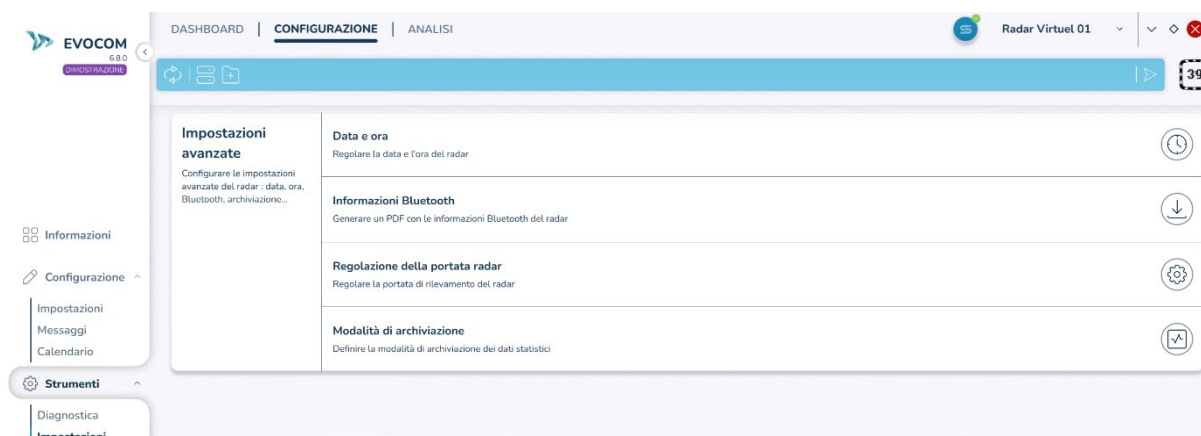 EVOCOM
6.8.0
DIMOSTRAZIONE
DASHBOARD CONFIGURAZIONE ANALISI
Radar Virtuel 01
39
Impostazioni
avanzate
Configurare le impostazioni
avanzate del radar : data, ora,
Bluetooth, archiviazione...
Data e ora
Regolare la data e l'ora del radar
Informazioni Bluetooth
Generare un PDF con le informazioni Bluetooth del radar
Regolazione della portata radar
Regolare la portata di rilevamento del radar
Modalità di archiviazione
Definire la modalità di archiviazione dei dati statistici
Informazioni
Configurazione
Impostazioni
Messaggi
Calendario
Strumenti
Diagnostica
Impostazioni